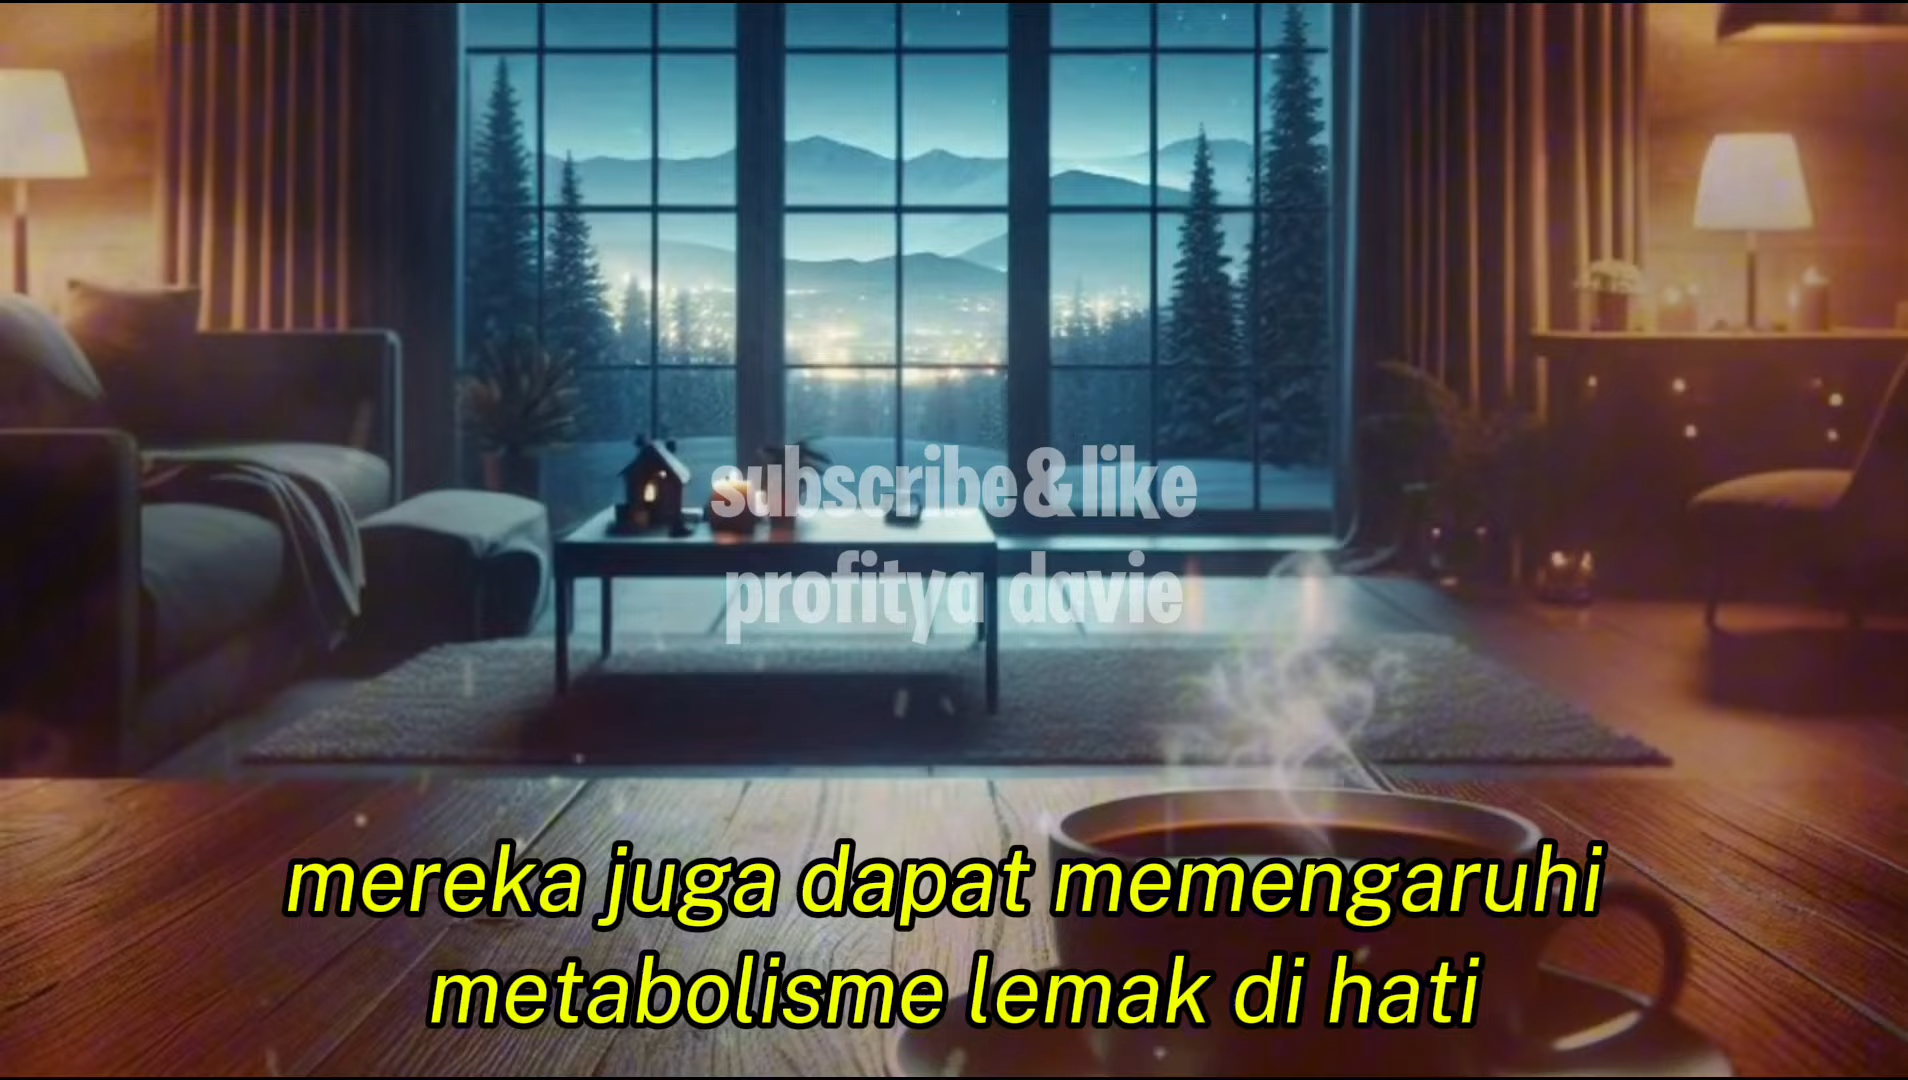 subscribe&like
profitya davie
mereka juga dapat memengaruhi
metabolisme lemak di hati